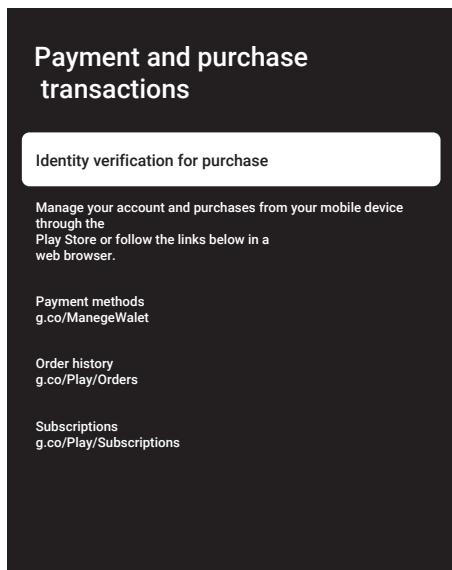 Payment and purchase
transactions
Identity verification for purchase
Manage your account and purchases from your mobile device
through the
Play Store or follow the links below in a
web browser.
Payment methods
g.co/ManegeWalet
Order history
g.co/Play/Orders
Subscriptions
g.co/Play/Subscriptions